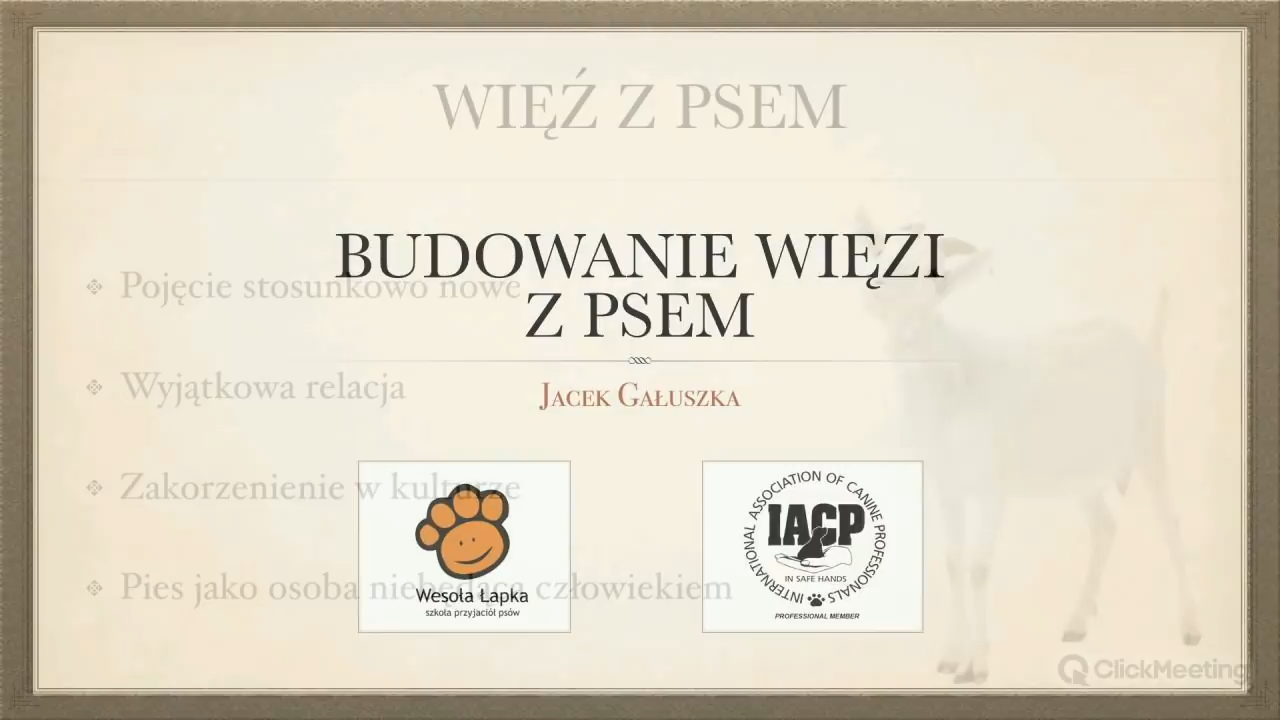 WIĘŹ Z PSEM
BUDOWANIE WIĘZI
Z PSEM
Pojęcie stosunkowo nowe
Wyjątkowa relacja
Jacek Gałuszka
Zakorzenienie w kulturze
Pies jako osoba niebędąca człowiekiem
Wesoła Łapka
szkoła przyjaciół psów
INTERNATIONAL ASSOCIATION OF CANINE PROFESSIONALS
IACP
IN SAFE HANDS
PROFESSIONAL MEMBER
ClickMeeting